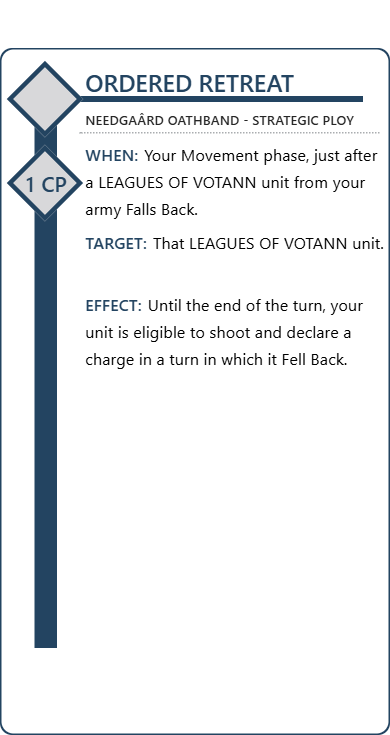 ORDERED RETREAT
NEEDGAÂRD OATHBAND - STRATEGIC PLOY
1 CP
WHEN: Your Movement phase, just after
a LEAGUES OF VOTANN unit from your
army Falls Back.
TARGET: That LEAGUES OF VOTANN unit.
EFFECT: Until the end of the turn, your
unit is eligible to shoot and declare a
charge in a turn in which it Fell Back.